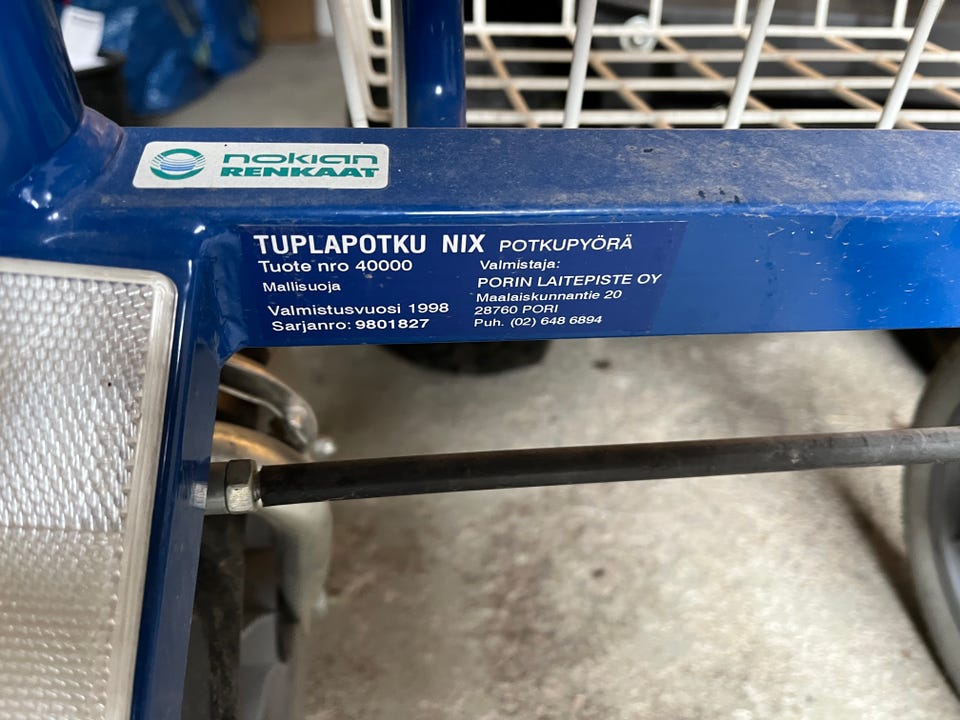 nokian
RENKAAT
TUPLAPOTKU NIX POTKUPYÖRÄ
Tuote nro 40000
Mallisuoja
Valmistusvuosi 1998
Sarjanro: 9801827
Valmistaja:
PORIN LAITEPISTE OY
Maalaiskunnantie 20
28760 PORI
Puh. (02) 648 6894